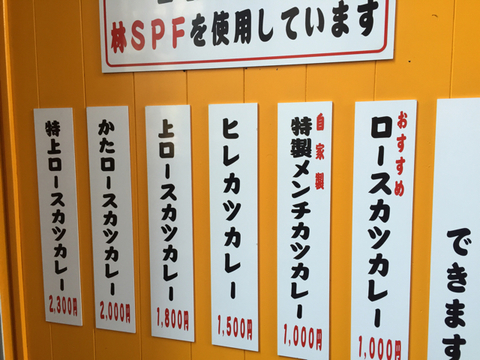 林SPFを使用しています
できます
おすすめ
ロースカツカレー
1,000円
自家製
特製メンチカツカレー
1,000円
ヒレカツカレー
1,500円
上ロースカツカレー
1,800円
かたロースカツカレー
2,000円
特上ロースカツカレー
2,300円